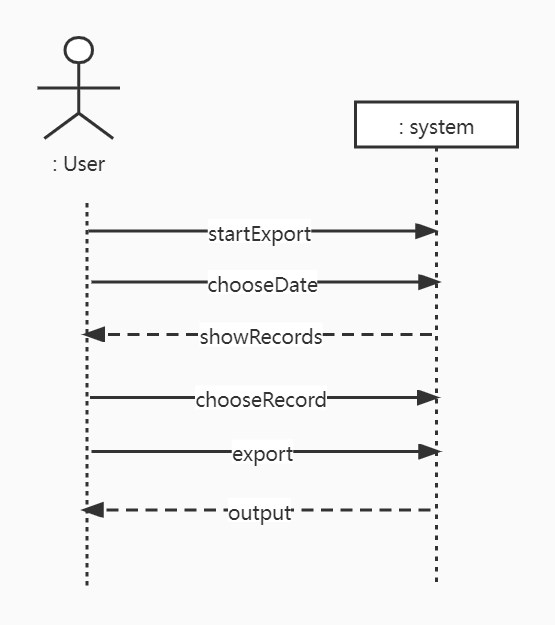 : User
: system
startExport
chooseDate
showRecords
chooseRecord
export
output